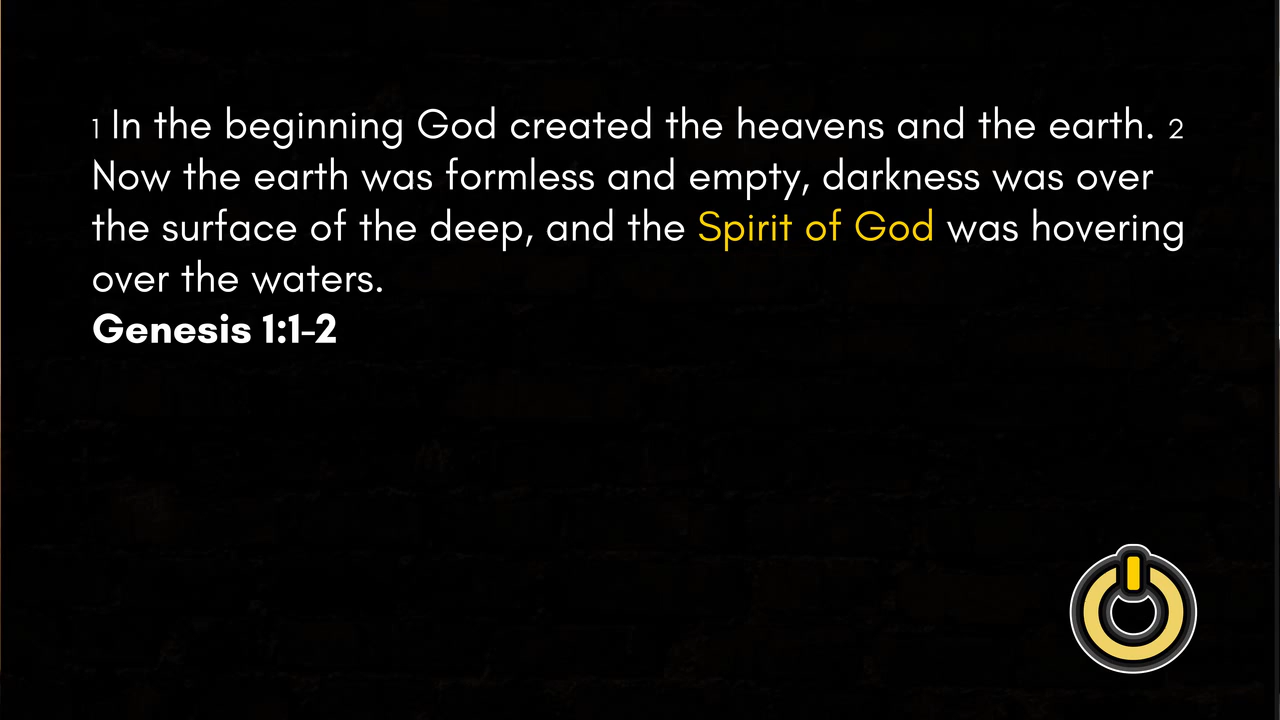 1 In the beginning God created the heavens and the earth. 2
Now the earth was formless and empty, darkness was over
the surface of the deep, and the Spirit of God was hovering
over the waters.
Genesis 1:1-2